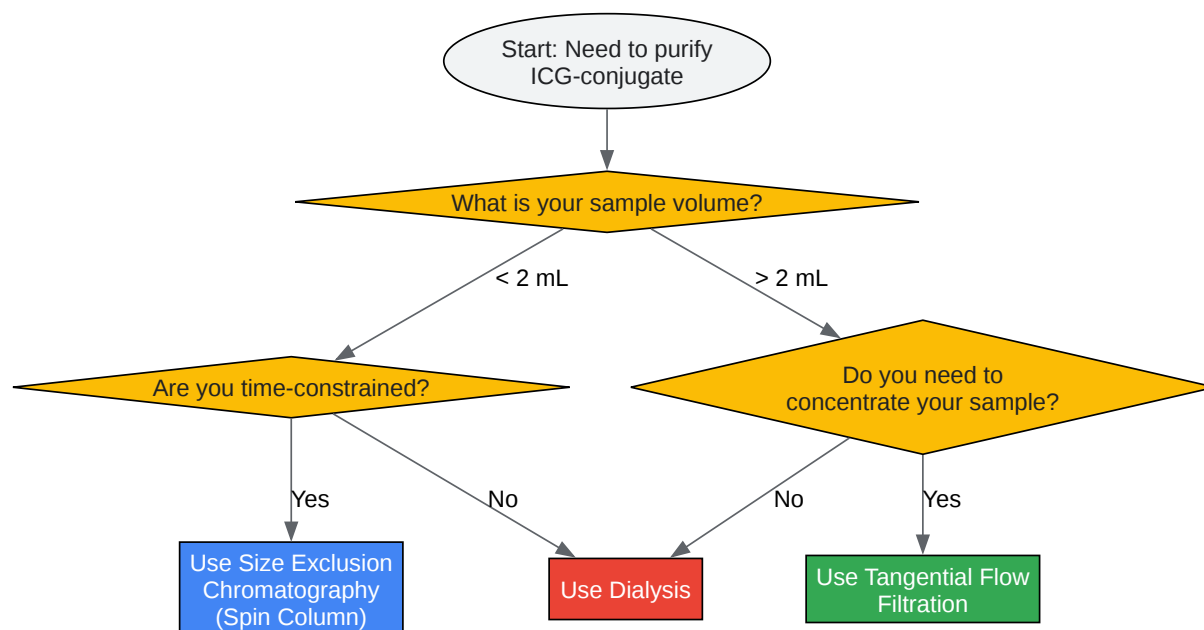 Start: Need to purify
ICG-conjugate
What is your sample volume?
< 2 mL
> 2 mL
Are you time-constrained?
Do you need to
concentrate your sample?
Yes
No
No
Yes
Use Size Exclusion
Chromatography
(Spin Column)
Use Dialysis
Use Tangential Flow
Filtration